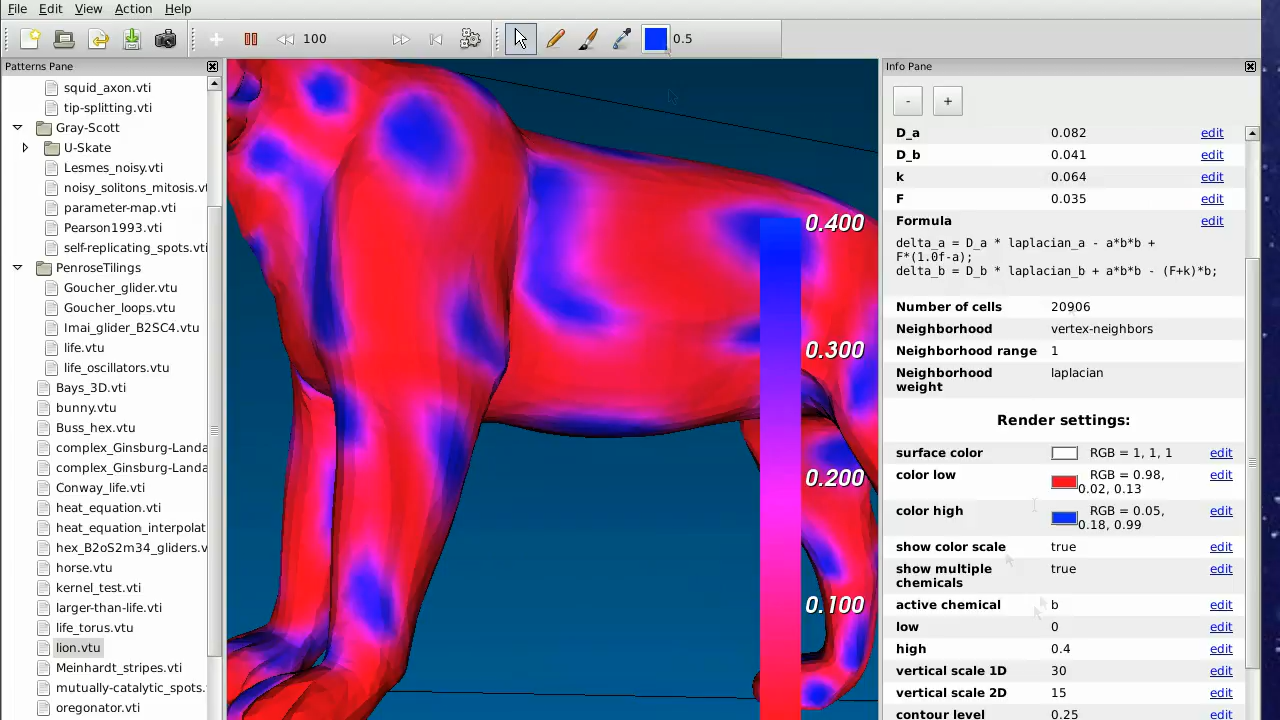 File Edit View Action Help
100
0.5
Patterns Pane
squid_axon.vti
tip-splitting.vti
Gray-Scott
U-Skate
Lesmes_noisy.vti
noisy_solitons_mitosis.vt
parameter-map.vti
Pearson1993.vti
self-replicating_spots.vti
PenroseTilings
Goucher_glider.vtu
Goucher_loops.vtu
Imai_glider_B2SC4.vtu
life.vtu
life_oscillators.vtu
Bays_3D.vti
bunny.vtu
Buss_hex.vtu
complex_Ginsburg-Landa
complex_Ginsburg-Landa
Conway_life.vti
heat_equation.vti
heat_equation_interpolat
hex_B2oS2m34_gliders.v
horse.vtu
kernel_test.vti
larger-than-life.vti
life_torus.vtu
lion.vtu
Meinhardt_stripes.vti
mutually-catalytic_spots.
oregonator.vti
0.400
0.300
0.200
0.100
Info Pane
- +
D_a 0.082 edit
D_b 0.041 edit
k 0.064 edit
F 0.035 edit
Formula edit
delta_a = D_a * laplacian_a - a*b*b +
F*(1.0f-a);
delta_b = D_b * laplacian_b + a*b*b - (F+k)*b;
Number of cells 20906
Neighborhood vertex-neighbors
Neighborhood range 1
Neighborhood laplacian
weight
Render settings:
surface color RGB = 1, 1, 1 edit
color low RGB = 0.98, edit
0.02, 0.13
color high RGB = 0.05, edit
0.18, 0.99
show color scale true edit
show multiple true edit
chemicals
active chemical b edit
low 0 edit
high 0.4 edit
vertical scale 1D 30 edit
vertical scale 2D 15 edit
contour level 0.25 edit